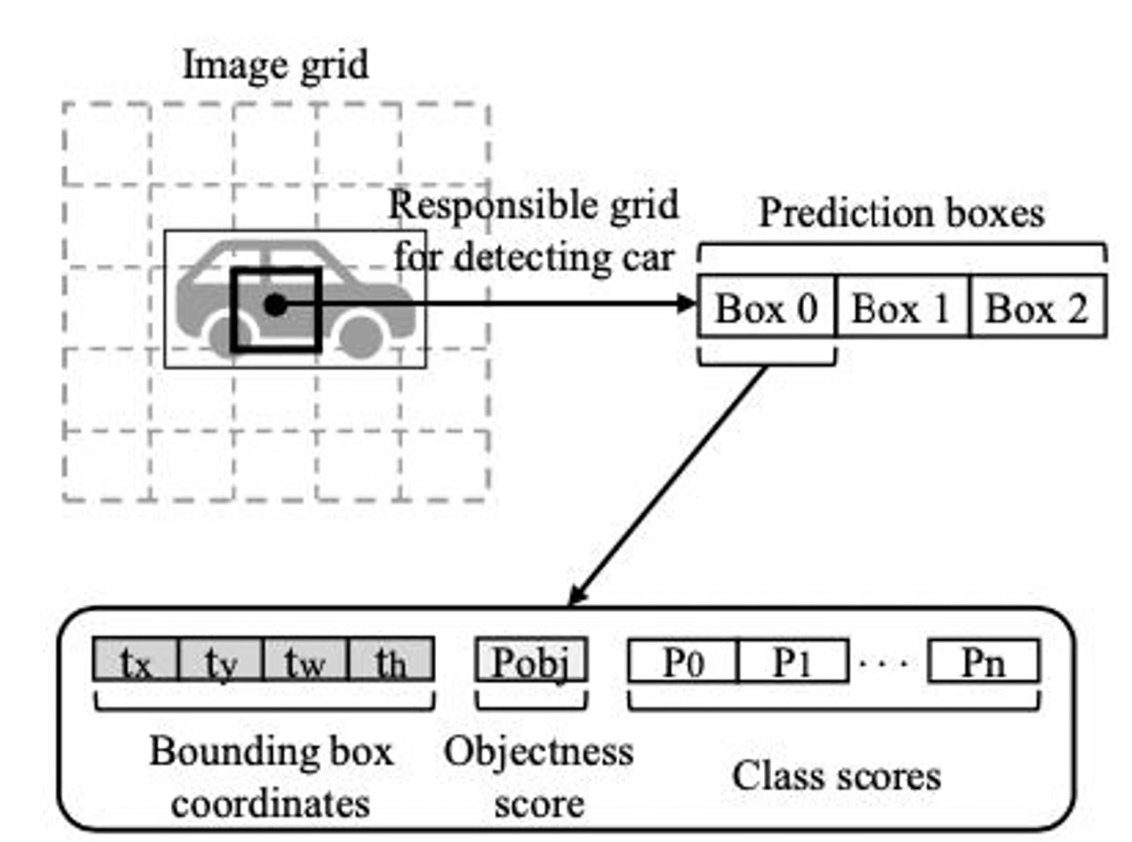 Image grid
Responsible grid
for detecting car
Prediction boxes
Box 0 Box 1 Box 2
tx ty tw th Pobj P0 P1 ··· Pn
Bounding box
coordinates
Objectness
score
Class scores